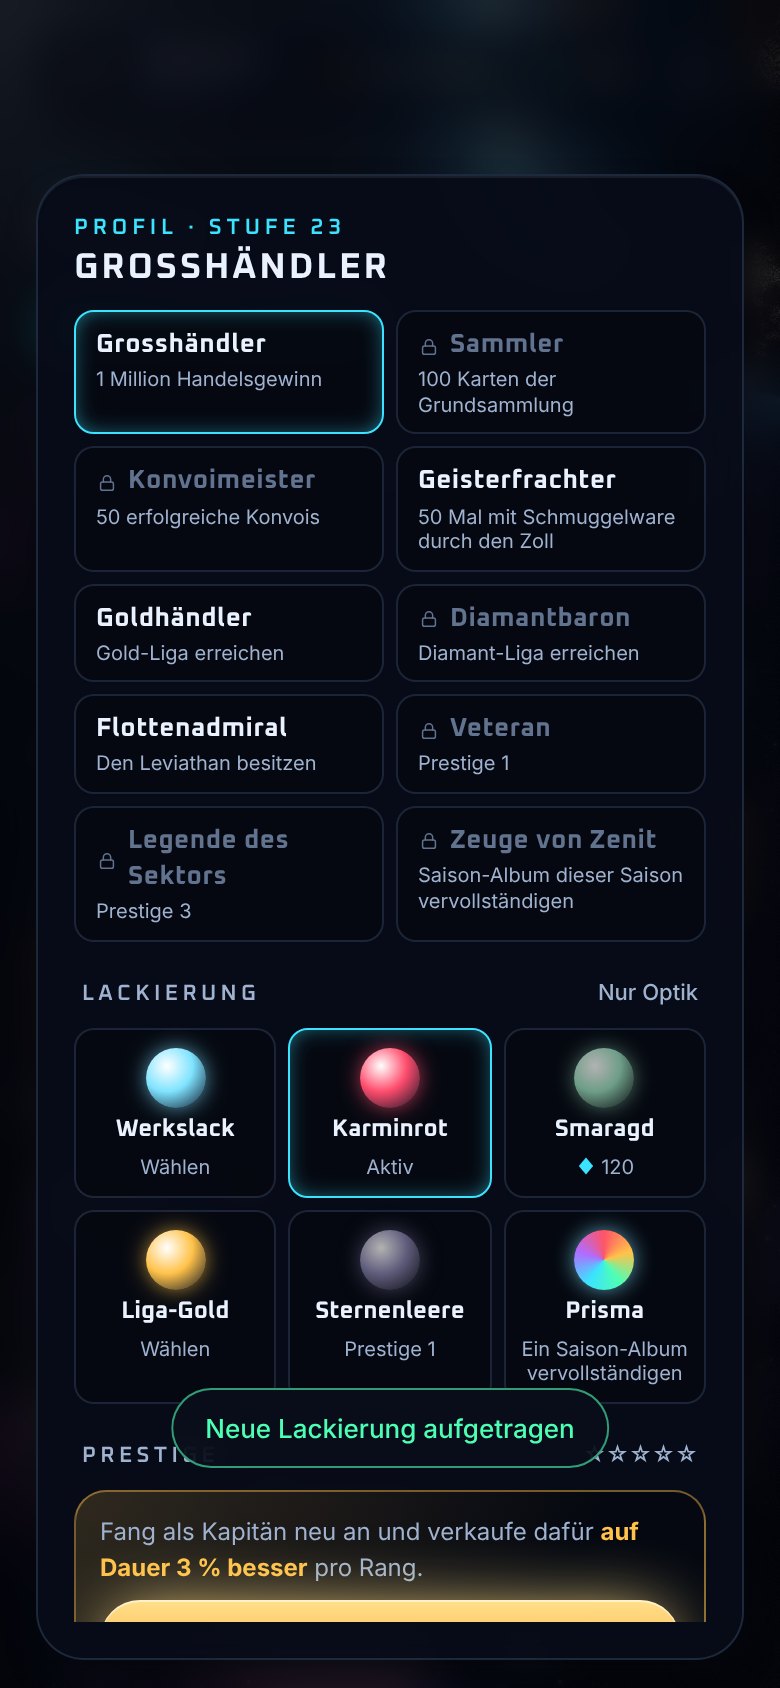 PROFIL · STUFE 23
GROSSHÄNDLER
Grosshändler
1 Million Handelsgewinn
Sammler
100 Karten der
Grundsammlung
Konvoimeister
50 erfolgreiche Konvois
Geisterfrachter
50 Mal mit Schmuggelware
durch den Zoll
Goldhändler
Gold-Liga erreichen
Diamantbaron
Diamant-Liga erreichen
Flottenadmiral
Den Leviathan besitzen
Veteran
Prestige 1
Legende des
Sektors
Prestige 3
Zeuge von Zenit
Saison-Album dieser Saison
vervollständigen
LACKIERUNG
Nur Optik
Werkslack
Wählen
Karminrot
Aktiv
Smaragd
120
Liga-Gold
Wählen
Sternenleere
Prestige 1
Prisma
Ein Saison-Album
vervollständigen
Neue Lackierung aufgetragen
PRESTIGE
Fang als Kapitän neu an und verkaufe dafür auf
Dauer 3 % besser pro Rang.